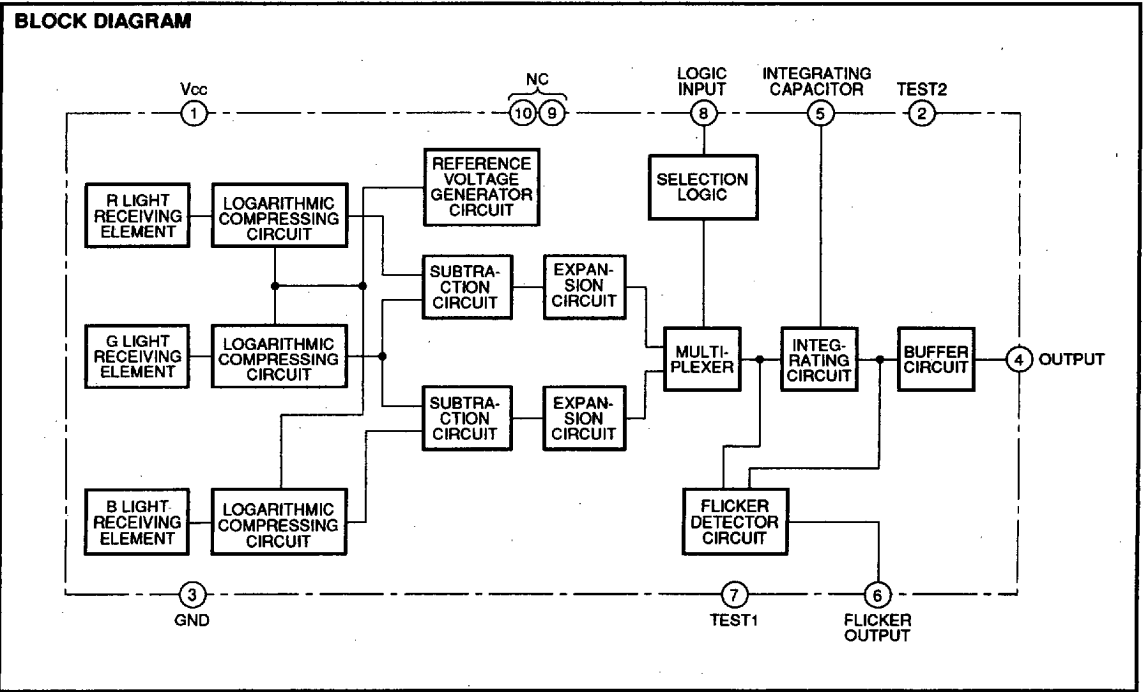 BLOCK DIAGRAM
Vcc
1
NC
10 9
LOGIC
INPUT
8
INTEGRATING
CAPACITOR
5
TEST2
2
REFERENCE
VOLTAGE
GENERATOR
CIRCUIT
SELECTION
LOGIC
R LIGHT
RECEIVING
ELEMENT
LOGARITHMIC
COMPRESSING
CIRCUIT
SUBTRA-
CTION
CIRCUIT
EXPAN-
SION
CIRCUIT
G LIGHT
RECEIVING
ELEMENT
LOGARITHMIC
COMPRESSING
CIRCUIT
MULTI-
PLEXER
INTEG-
RATING
CIRCUIT
BUFFER
CIRCUIT
4 OUTPUT
SUBTRA-
CTION
CIRCUIT
EXPAN-
SION
CIRCUIT
B LIGHT
RECEIVING
ELEMENT
LOGARITHMIC
COMPRESSING
CIRCUIT
FLICKER
DETECTOR
CIRCUIT
3
GND
7
TEST1
6
FLICKER
OUTPUT